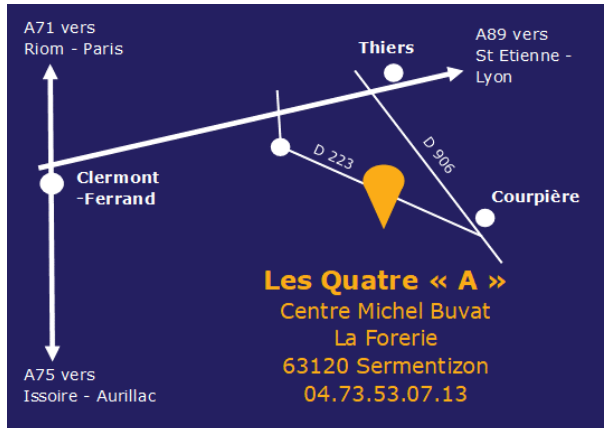 A71 vers
Riom - Paris
A89 vers
St Etienne -
Lyon
Thiers
D 223
D 906
Clermont
-Ferrand
Courpière
Les Quatre « A »
Centre Michel Buvat
La Forerie
63120 Sermentizon
04.73.53.07.13
A75 vers
Issoire - Aurillac